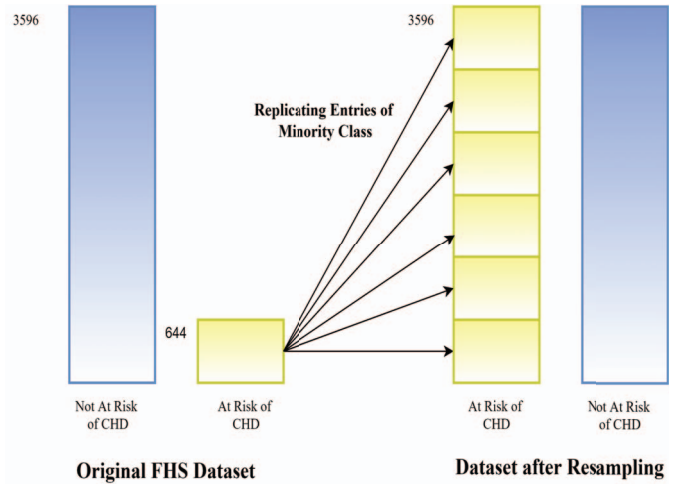 3596
3596
Replicating Entries of
Minority Class
644
Not At Risk
of CHD
At Risk of
CHD
At Risk of
CHD
Not At Risk
of CHD
Original FHS Dataset
Dataset after Resampling